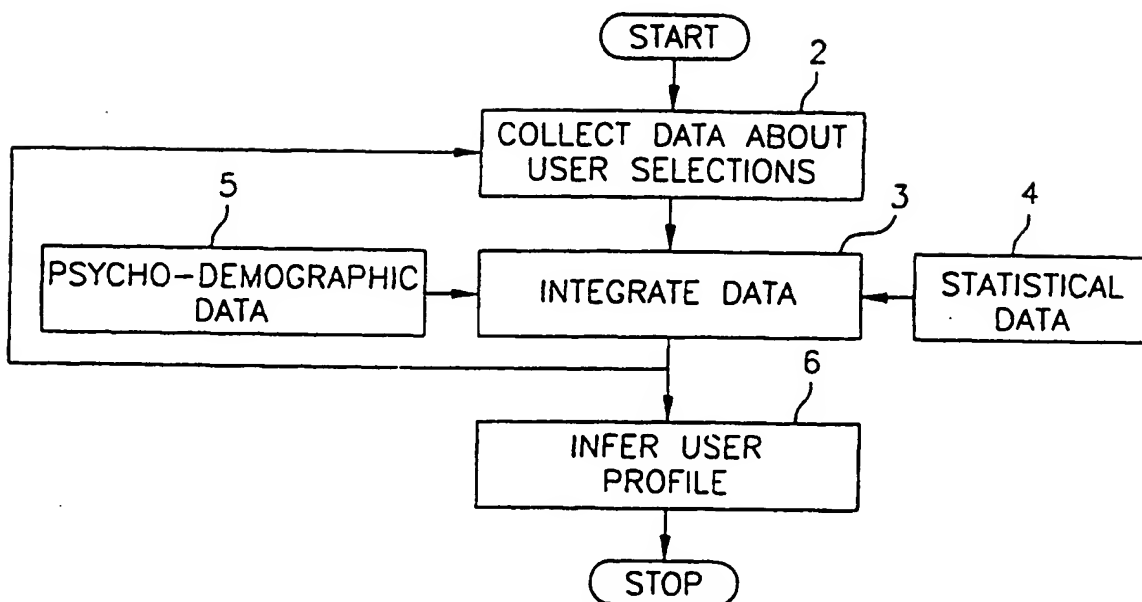 START
2
COLLECT DATA ABOUT
USER SELECTIONS
5
PSYCHO-DEMOGRAPHIC
DATA
3
INTEGRATE DATA
4
STATISTICAL
DATA
6
INFER USER
PROFILE
STOP